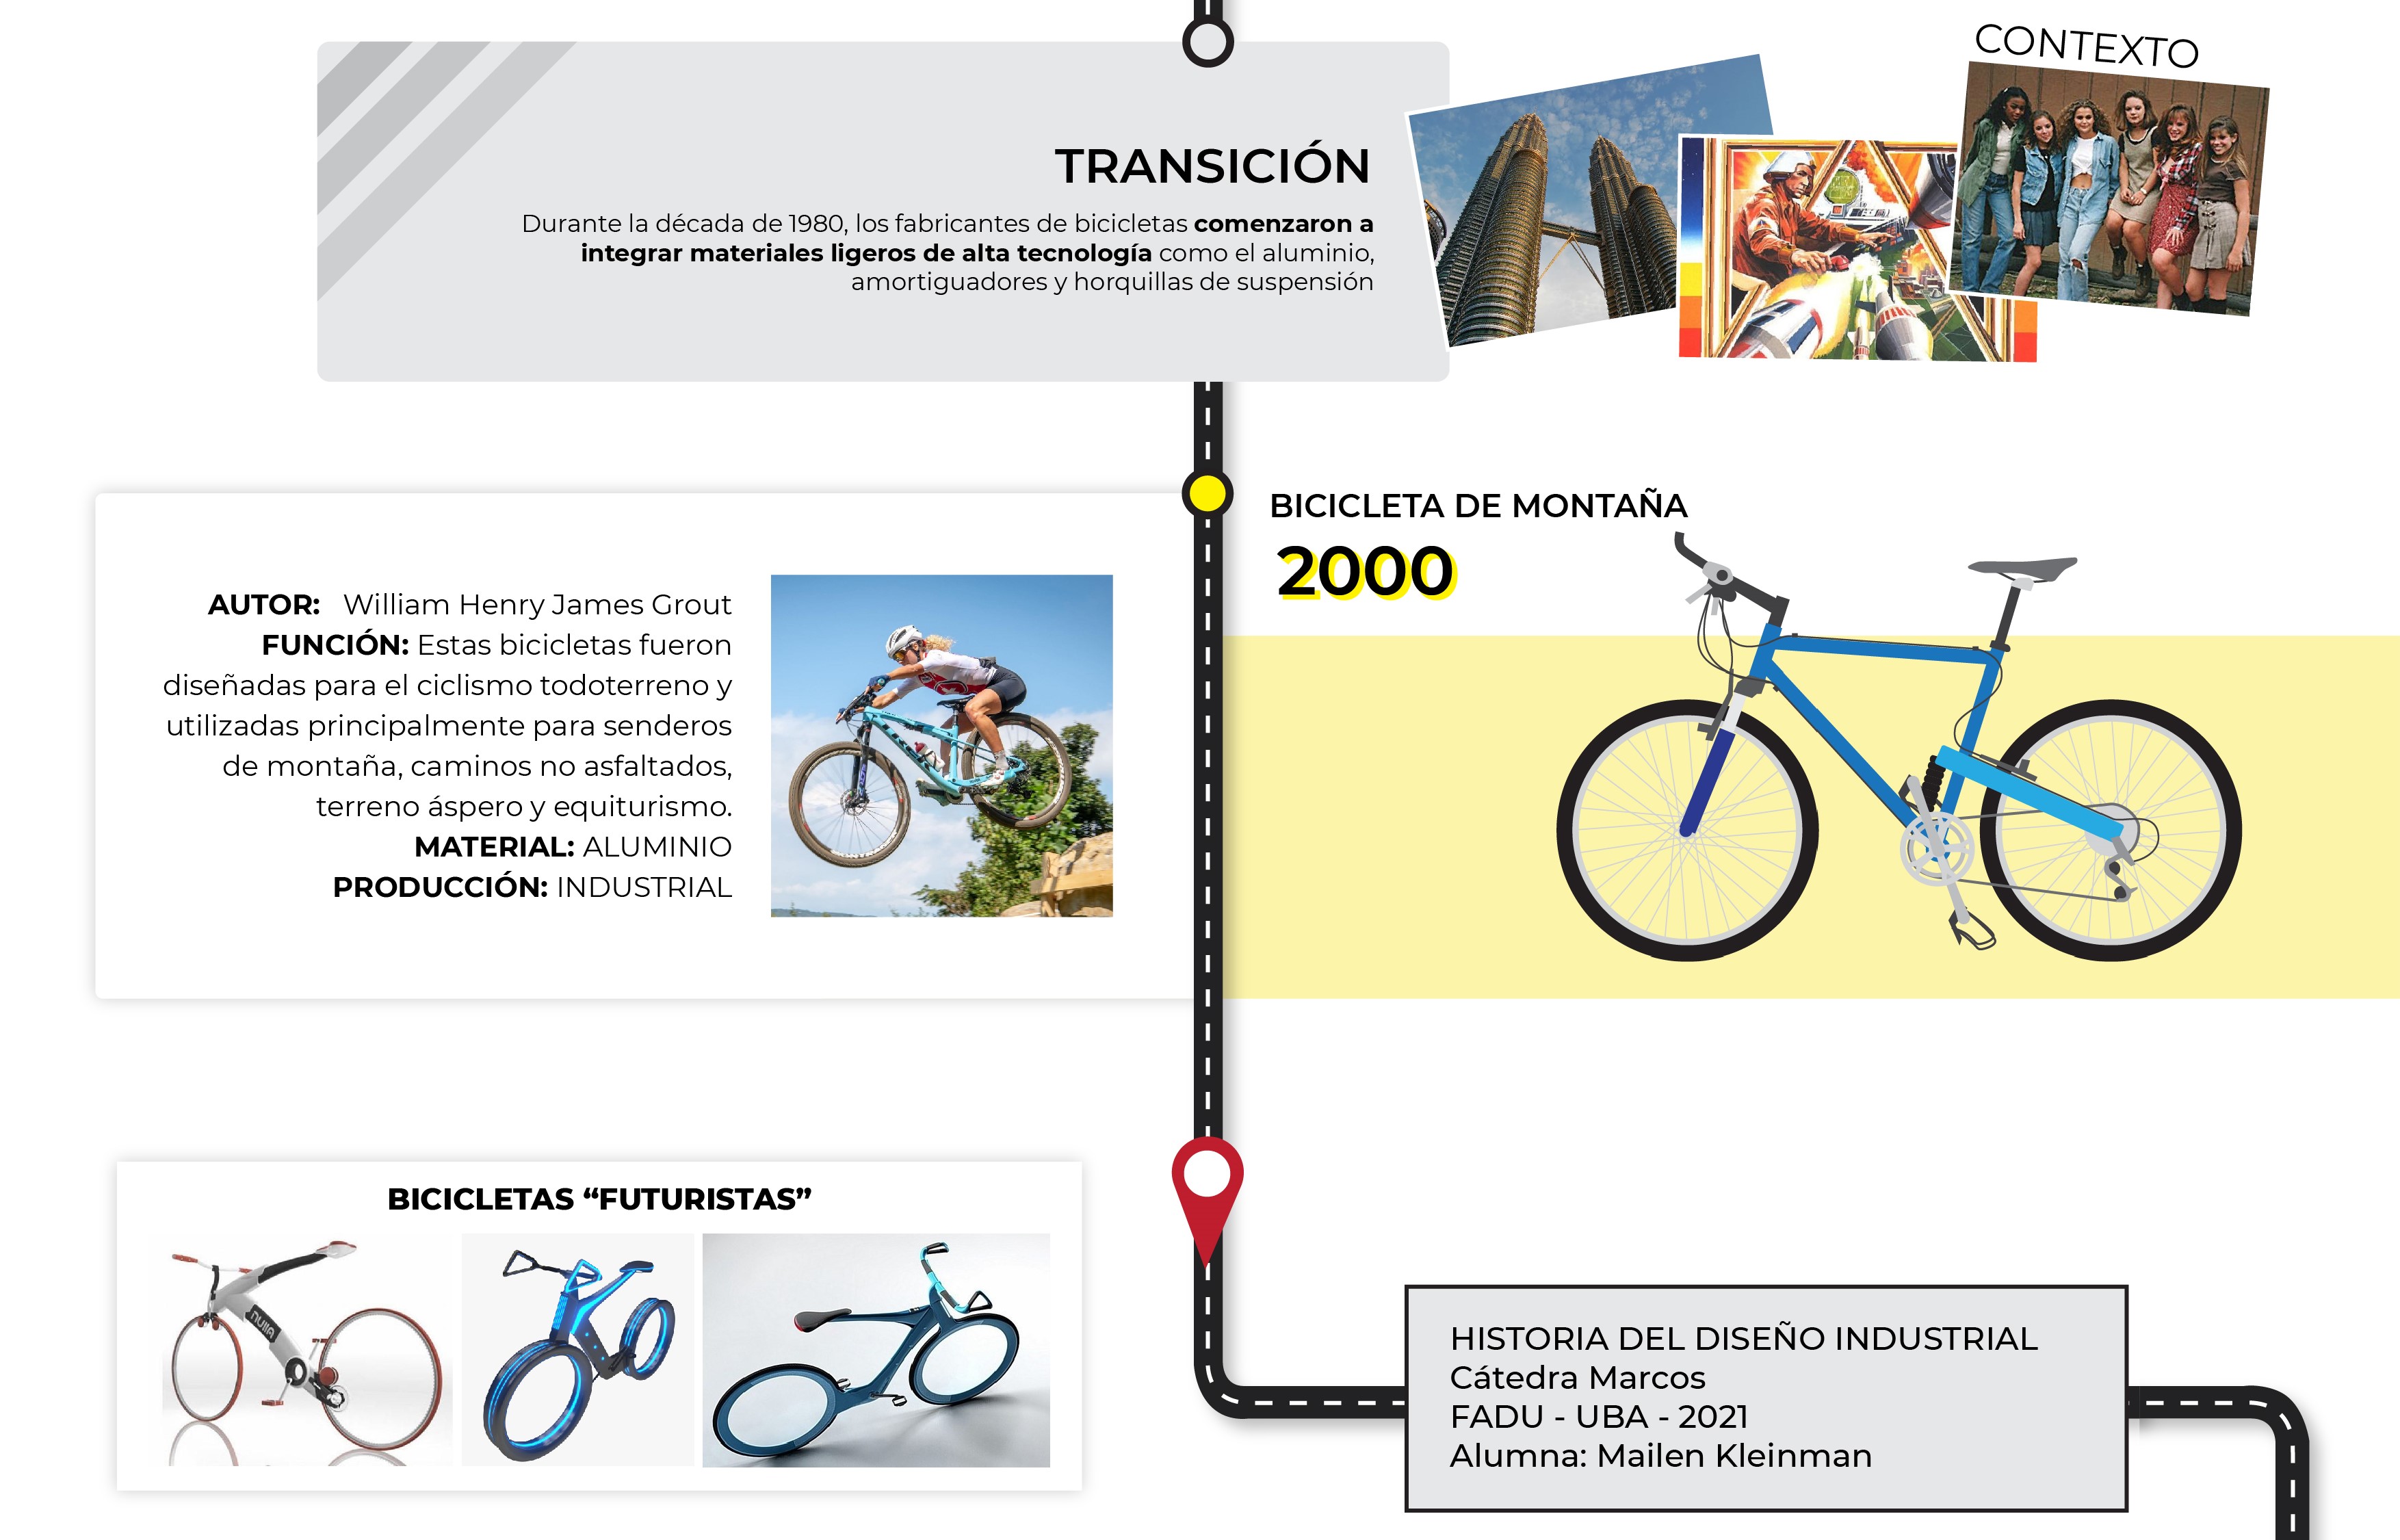 CONTEXTO
TRANSICIÓN
Durante la década de 1980, los fabricantes de bicicletas comenzaron a
integrar materiales ligeros de alta tecnología como el aluminio,
amortiguadores y horquillas de suspensión
BICICLETA DE MONTAÑA
2000
AUTOR: William Henry James Grout
FUNCIÓN: Estas bicicletas fueron
diseñadas para el ciclismo todoterreno y
utilizadas principalmente para senderos
de montaña, caminos no asfaltados,
terreno áspero y equiturismo.
MATERIAL: ALUMINIO
PRODUCCIÓN: INDUSTRIAL
BICICLETAS “FUTURISTAS”
nulla
HISTORIA DEL DISEÑO INDUSTRIAL
Cátedra Marcos
FADU - UBA - 2021
Alumna: Mailen Kleinman